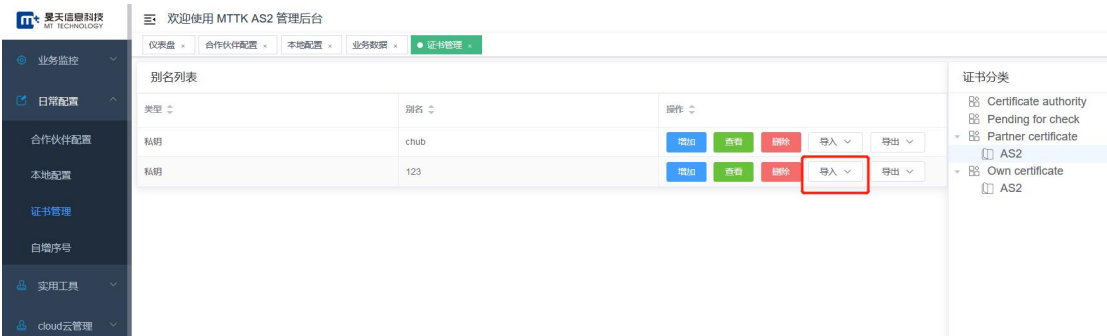 旻天信息科技
MT TECHNOLOGY
欢迎使用 MTTK AS2 管理后台
仪表盘 × 合作伙伴配置 × 本地配置 × 业务数据 × 证书管理 ×
业务监控
日常配置
合作伙伴配置
本地配置
证书管理
自增序号
实用工具
cloud云管理
别名列表
类型 别名 操作
私钥 chub 增加 查看 删除 导入 导出
私钥 123 增加 查看 删除 导入 导出
证书分类
Certificate authority
Pending for check
Partner certificate
AS2
Own certificate
AS2